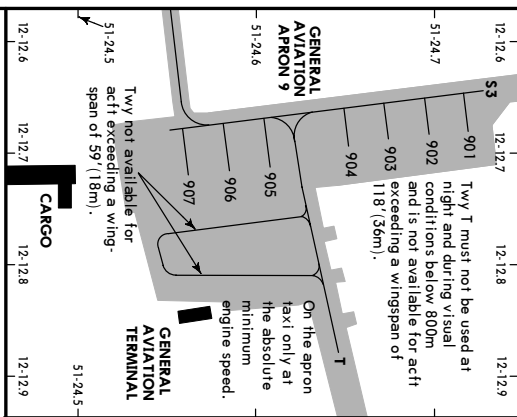 12-12.6
12-12.7
12-12.8
12-12.9
51-24.5
51-24.6
51-24.7
12-12.6
12-12.7
12-12.8
12-12.9
51-24.5
S3
901
902
903
904
905
906
907
T
GENERAL
AVIATION
APRON 9
Twy T must not be used at
night and during visual
conditions below 800m
and is not available for acft
exceeding a wingspan of
118'(36m).
Twy not available for
acft exceeding a wing-
span of 59'(18m).
On the apron
taxi only at
the absolute
minimum
engine speed.
CARGO
GENERAL
AVIATION
TERMINAL